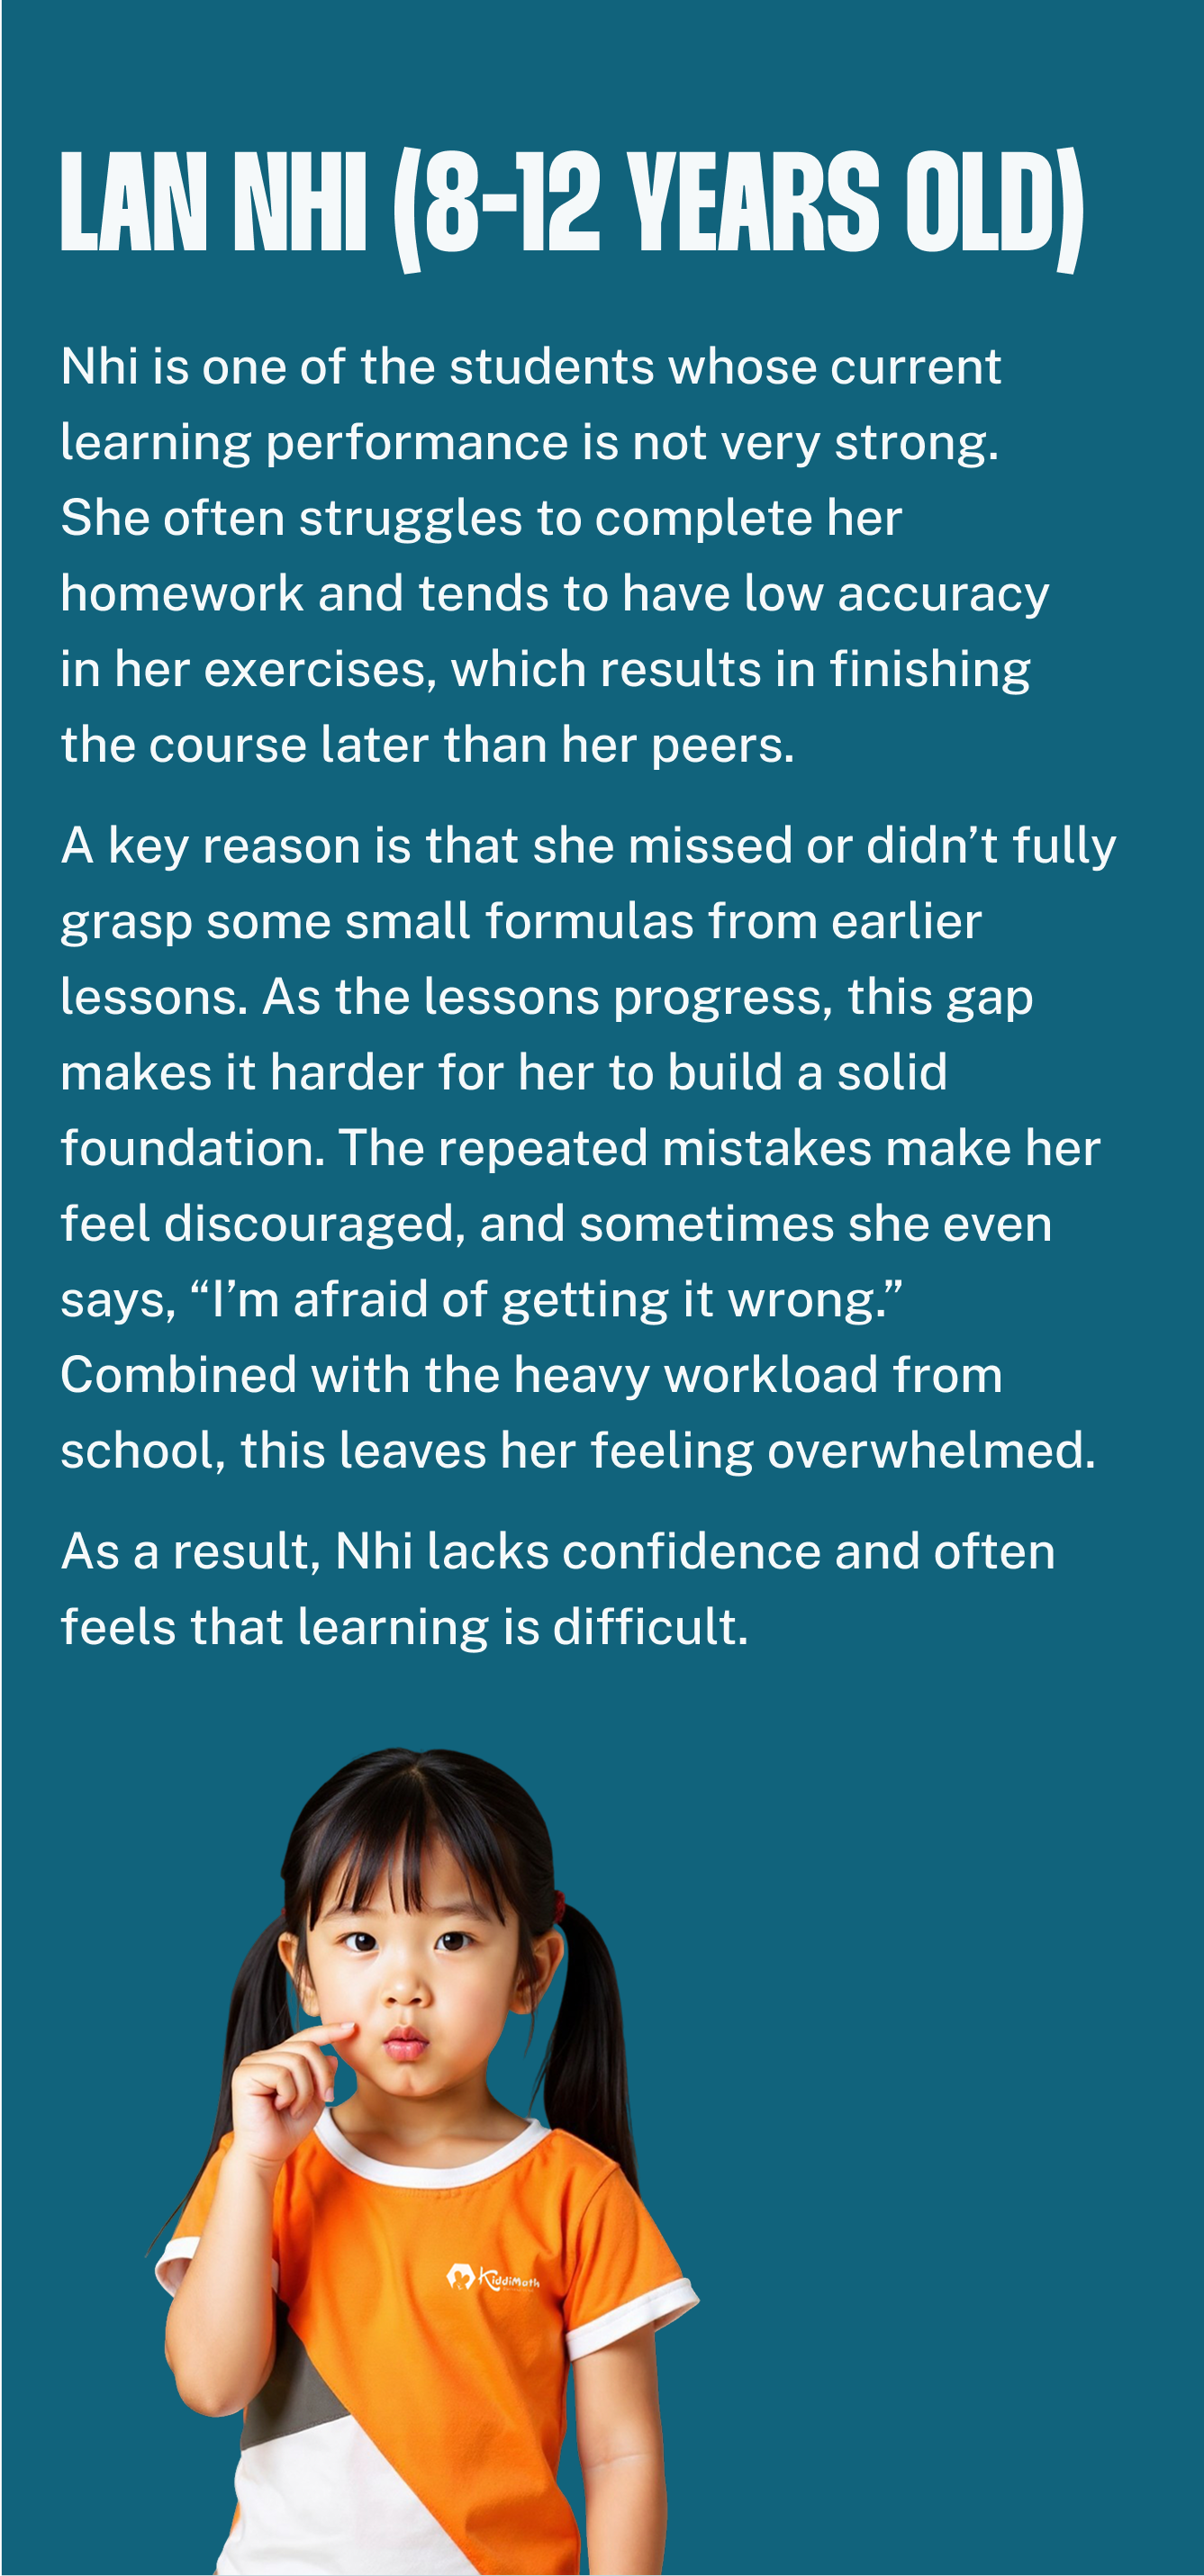 LAN NHI (8-12 YEARS OLD)
Nhi is one of the students whose current
learning performance is not very strong.
She often struggles to complete her
homework and tends to have low accuracy
in her exercises, which results in finishing
the course later than her peers.
A key reason is that she missed or didn’t fully
grasp some small formulas from earlier
lessons. As the lessons progress, this gap
makes it harder for her to build a solid
foundation. The repeated mistakes make her
feel discouraged, and sometimes she even
says, “I’m afraid of getting it wrong.”
Combined with the heavy workload from
school, this leaves her feeling overwhelmed.
As a result, Nhi lacks confidence and often
feels that learning is difficult.
KiddiMath